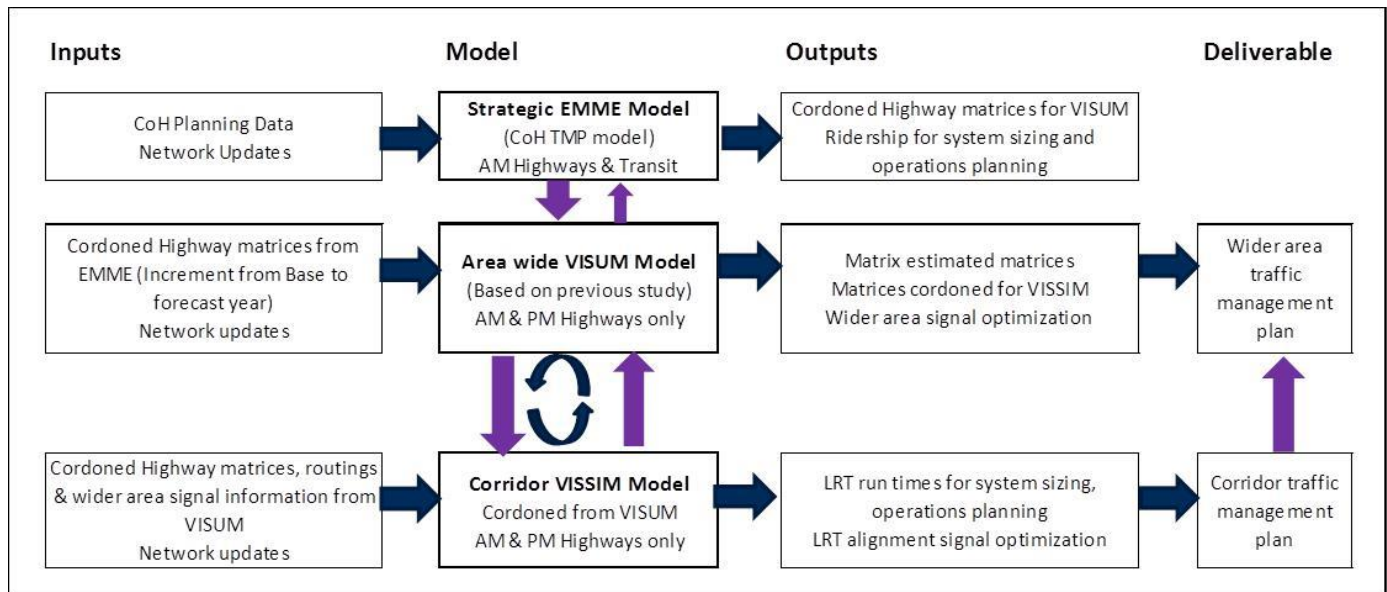 Inputs
Model
Outputs
Deliverable
CoH Planning Data
Network Updates
Strategic EMME Model
(CoH TMP model)
AM Highways & Transit
Cordoned Highway matrices for VISUM
Ridership for system sizing and
operations planning
Cordoned Highway matrices from
EMME (Increment from Base to
forecast year)
Network updates
Area wide VISUM Model
(Based on previous study)
AM & PM Highways only
Matrix estimated matrices
Matrices cordoned for VISSIM
Wider area signal optimization
Wider area
traffic
management
plan
Cordoned Highway matrices, routings
& wider area signal information from
VISUM
Network updates
Corridor VISSIM Model
Cordoned from VISUM
AM & PM Highways only
LRT run times for system sizing,
operations planning
LRT alignment signal optimization
Corridor traffic
management
plan